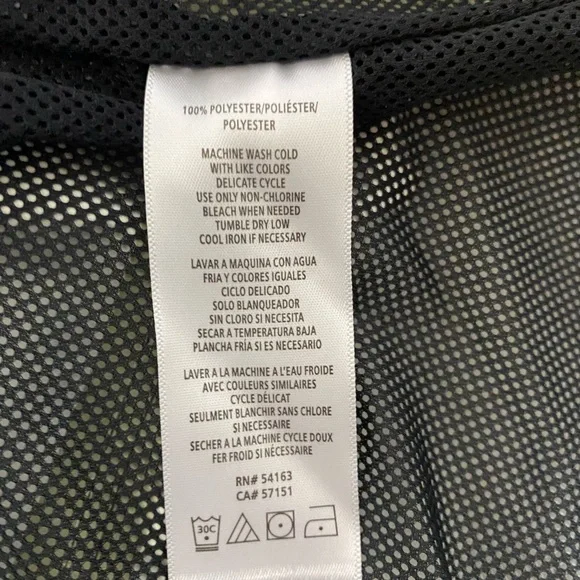 100% POLYESTER/POLIÉSTER/
POLYESTER
MACHINE WASH COLD
WITH LIKE COLORS
DELICATE CYCLE
USE ONLY NON-CHLORINE
BLEACH WHEN NEEDED
TUMBLE DRY LOW
COOL IRON IF NECESSARY
LAVAR A MAQUINA CON AGUA
FRIA Y COLORES IGUALES
CICLO DELICADO
SOLO BLANQUEADOR
SIN CLORO SI NECESITA
SECAR A TEMPERATURA BAJA
PLANCHA FRÍA SI ES NECESARIO
LAVER A LA MACHINE A L'EAU FROIDE
AVEC COULEURS SIMILAIRES
CYCLE DÉLICAT
SEULMENT BLANCHIR SANS CHLORE
SI NECESSAIRE
SECHER A LA MACHINE CYCLE DOUX
FER FROID SI NÉCESSAIRE
RN# 54163
CA# 57151
30C